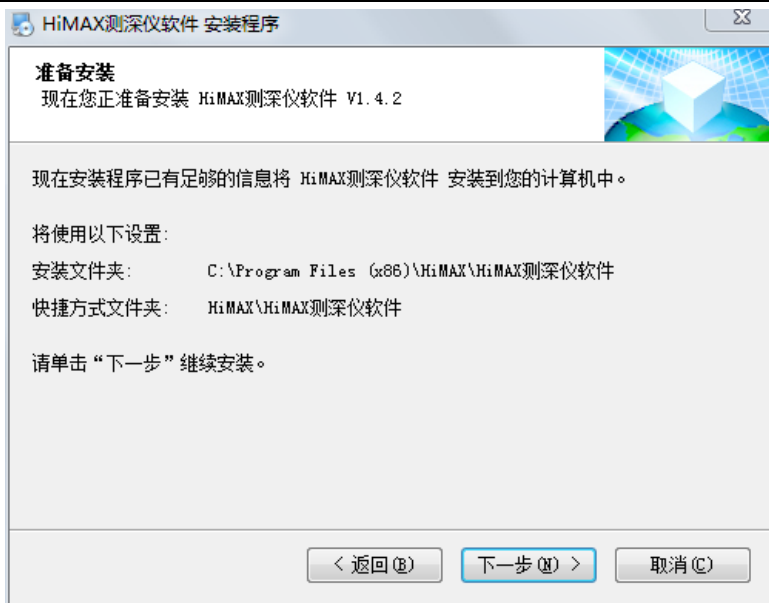 HiMAX测深仪软件 安装程序
准备安装
现在您正准备安装 HiMAX测深仪软件 V1.4.2
现在安装程序已有足够的信息将 HiMAX测深仪软件 安装到您的计算机中。
将使用以下设置:
安装文件夹: C:\Program Files (x86)\HiMAX\HiMAX测深仪软件
快捷方式文件夹: HiMAX\HiMAX测深仪软件
请单击“下一步”继续安装。
< 返回(B) 下一步(N) > 取消(C)